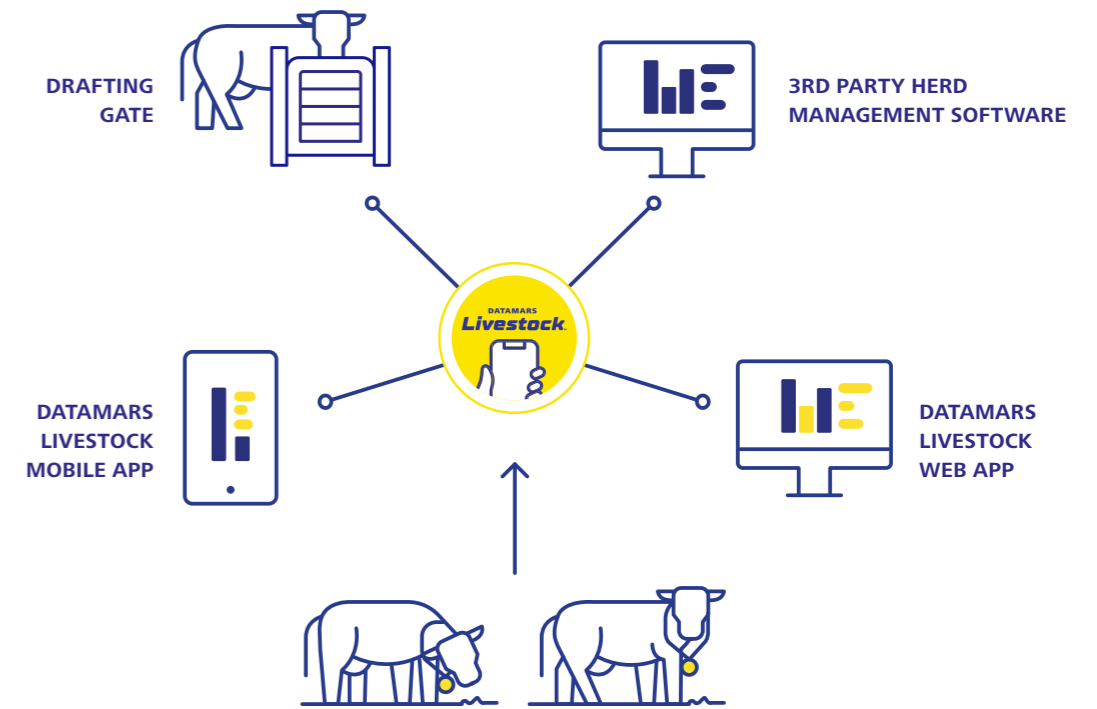 DRAFTING
GATE
3RD PARTY HERD
MANAGEMENT SOFTWARE
DATAMARS
Livestock
DATAMARS
LIVESTOCK
MOBILE APP
DATAMARS
LIVESTOCK
WEB APP